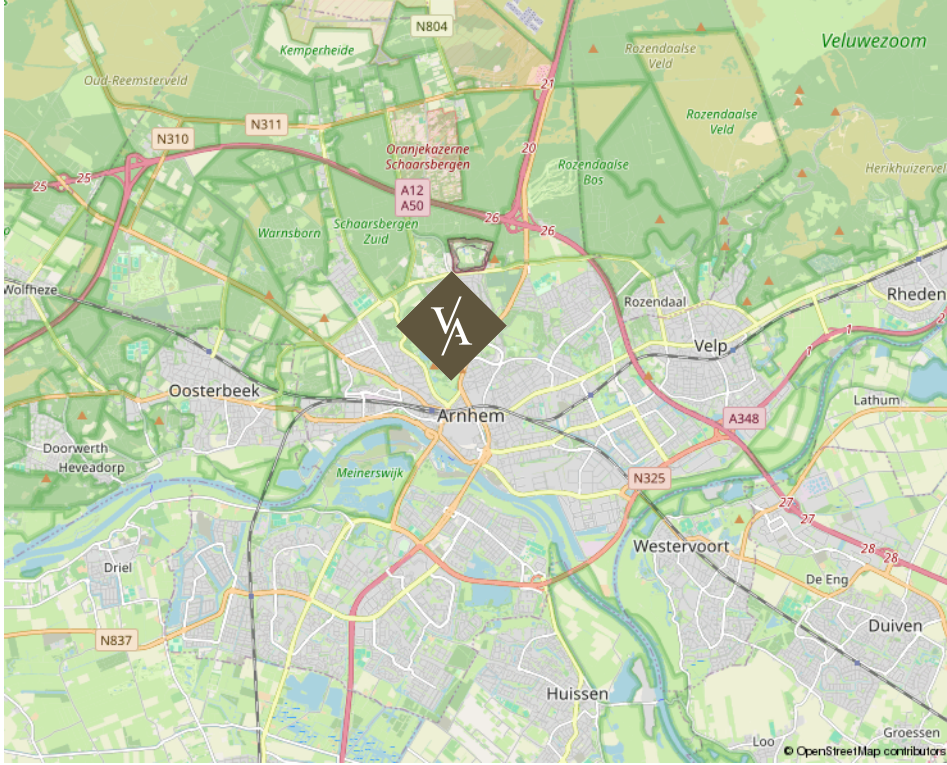 N804
Kemperheide
Veluwezoom
Rozendaalse
Veld
Oud-Reemsterveld
21
Rozendaalse
Veld
N311
N310
20
Oranjekazerne
Schaarsbergen
Rozendaalse
Bos
Herikhuizervel
25
25
A12
A50
26
26
Schaarsbergen
Zuid
Warnsborn
Wolfheze
Rozendaal
Rheden
V/A
1
1
2
Velp
Oosterbeek
Lathum
Arnhem
A348
Doorwerth
Heveadorp
Meinerswijk
N325
27
27
Westervoort
28
28
Driel
De Eng
Duiven
N837
Huissen
Loo
Groessen
© OpenStreetMap contributors